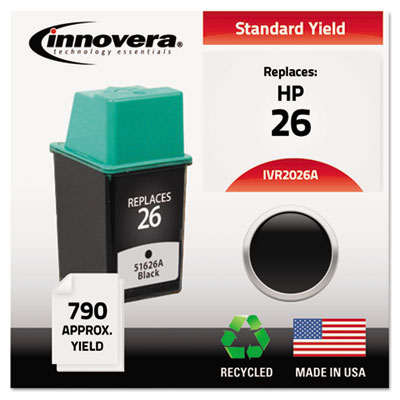 innovera®
technology essentials
Standard Yield
Replaces:
HP
26
IVR2026A
REPLACES
26
51626A
Black
790
APPROX.
YIELD
RECYCLED
MADE IN USA